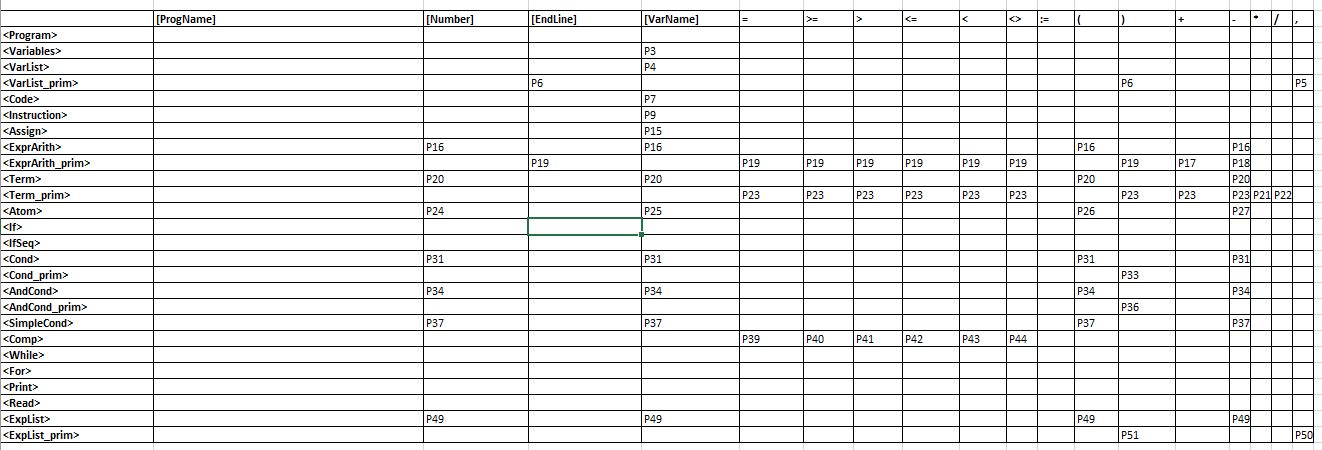 [ProgName] [Number] [EndLine] [VarName] = >= > <= < <> := ( ) + - * / ,
<Program>
<Variables> P3
<VarList> P4
<VarList_prim> P6 P6 P5
<Code> P7
<Instruction> P9
<Assign> P15
<ExprArith> P16 P16 P16 P16
<ExprArith_prim> P19 P19 P19 P19 P19 P19 P19 P19 P17 P18
<Term> P20 P20 P20 P20
<Term_prim> P23 P23 P23 P23 P23 P23 P23 P23 P23 P21 P22
<Atom> P24 P25 P26 P27
<If>
<IfSeq>
<Cond> P31 P31 P31 P31
<Cond_prim> P33
<AndCond> P34 P34 P34 P34
<AndCond_prim> P36
<SimpleCond> P37 P37 P37 P37
<Comp> P39 P40 P41 P42 P43 P44
<While>
<For>
<Print>
<Read>
<ExpList> P49 P49 P49 P49
<ExpList_prim> P51 P50